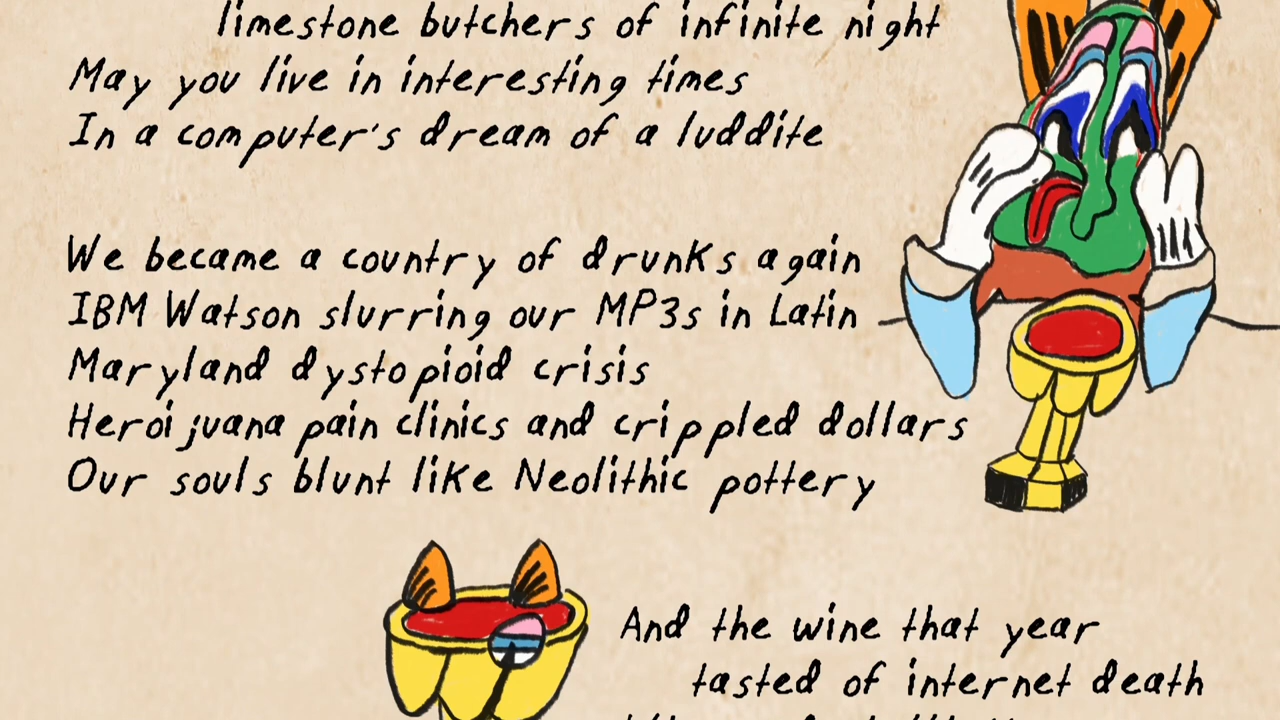 limestone butchers of infinite night
May you live in interesting times
In a computer's dream of a luddite
We became a country of drunks again
IBM Watson slurring our MP3s in Latin
Maryland dystopioid crisis
Heroijuana pain clinics and crippled dollars
Our souls blunt like Neolithic pottery
And the wine that year
tasted of internet death